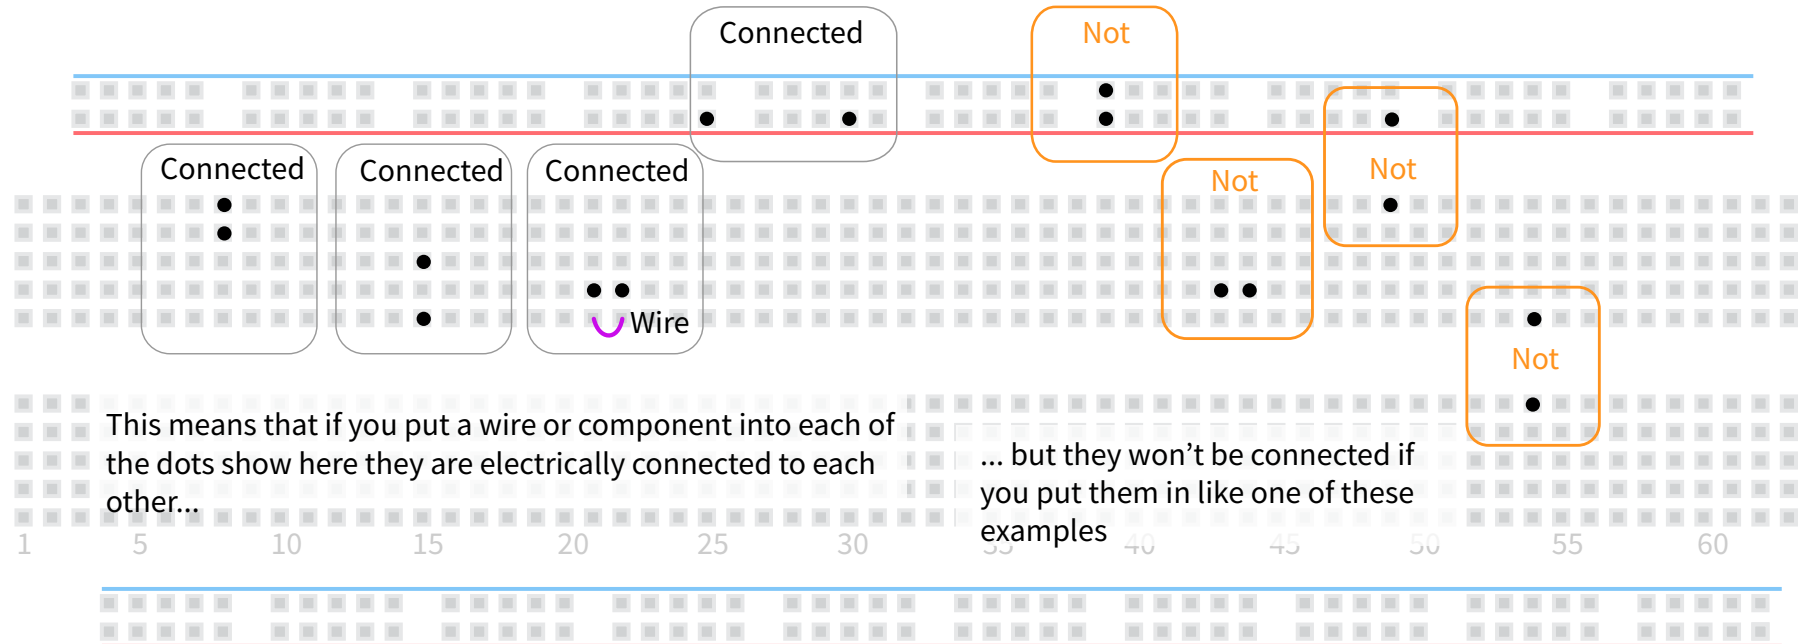 Connected
Not
Connected
Connected
Connected
Not
Not
Wire
Not
This means that if you put a wire or component into each of
the dots show here they are electrically connected to each
other...
... but they won’t be connected if
you put them in like one of these
examples
1 5 10 15 20 25 30 35 40 45 50 55 60